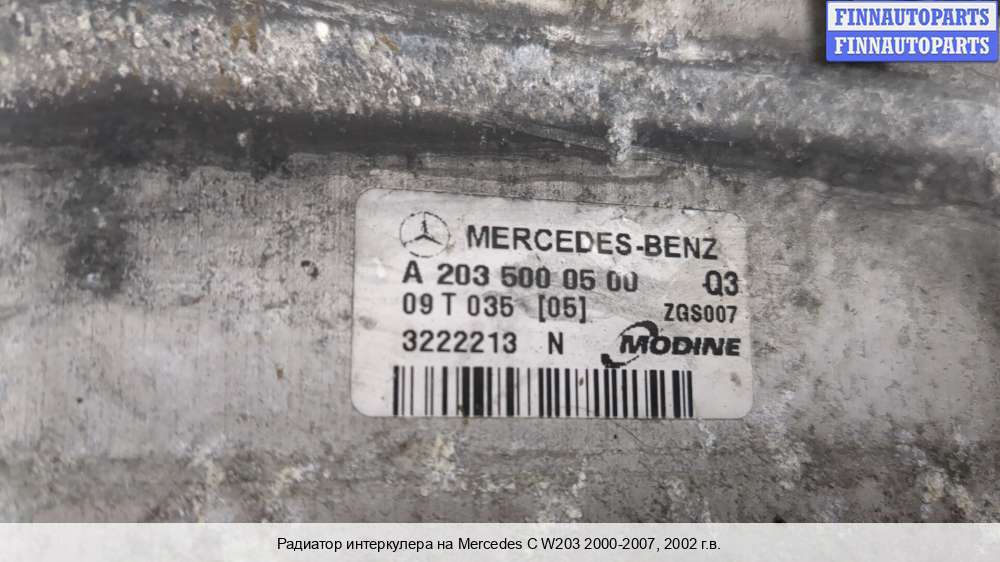 FINNAUTOPARTS
FINNAUTOPARTS
MERCEDES-BENZ
A 203 500 05 00 Q3
09 T 035 [05] ZGS007
3222213 N MODINE
Радиатор интеркулера на Mercedes C W203 2000-2007, 2002 г.в.